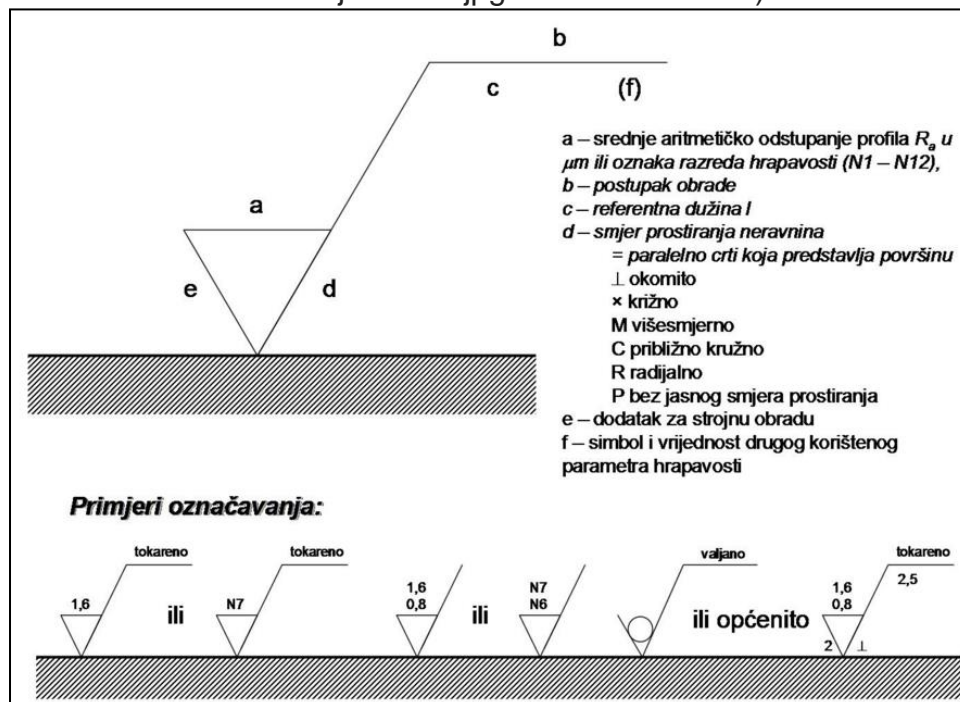 b
c (f)
a
e d
a – srednje aritmetičko odstupanje profila Rₐ u
μm ili oznaka razreda hrapavosti (N1 – N12),
b – postupak obrade
c – referentna dužina l
d – smjer prostiranja neravnina
= paralelno crti koja predstavlja površinu
⊥ okomito
× križno
M višesmjerno
C približno kružno
R radijalno
P bez jasnog smjera prostiranja
e – dodatak za strojnu obradu
f – simbol i vrijednost drugog korištenog
parametra hrapavosti
Primjeri označavanja:
tokareno
1,6
ili
tokareno
N7
1,6
0,8
ili
N7
N6
valjano
ili općenito
tokareno
1,6
0,8
2,5
2 ⊥